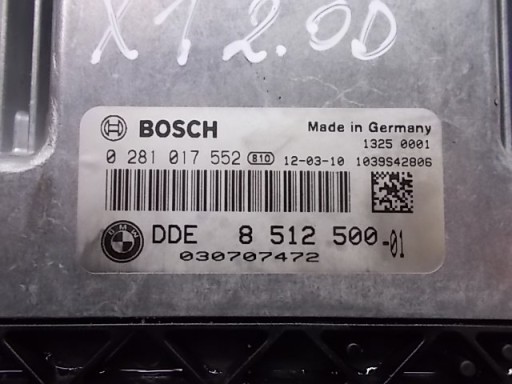 X1 2.0D
BOSCH
Made in Germany
1325 0001
0 281 017 552 810 12-03-10 1039S42806
BMW
DDE 8 512 500-01
030707472